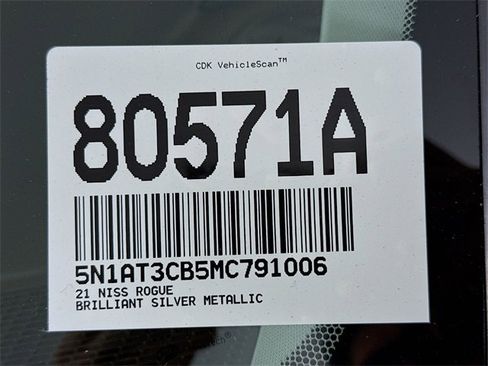 CDK VehicleScan™
80571A
5N1AT3CB5MC791006
21 NISS ROGUE
BRILLIANT SILVER METALLIC